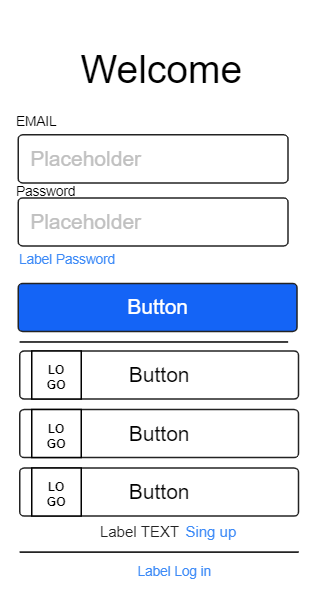 Welcome
EMAIL
Placeholder
Password
Placeholder
Label Password
Button
LO
GO
Button
LO
GO
Button
LO
GO
Button
Label TEXT Sing up
Label Log in